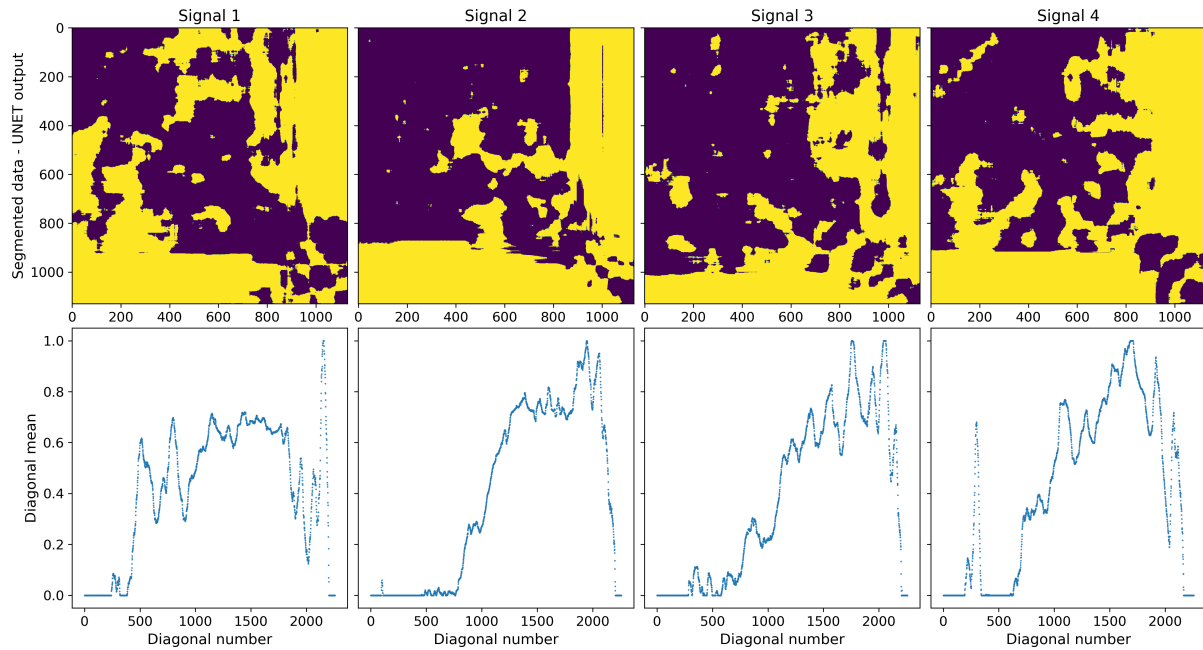 Signal 1 Signal 2 Signal 3 Signal 4
Segmented data - UNET output
0
200
400
600
800
1000
0 200 400 600 800 1000 0 200 400 600 800 1000 0 200 400 600 800 1000 0 200 400 600 800 1000
Diagonal mean
1.0
0.8
0.6
0.4
0.2
0.0
0 500 1000 1500 2000 0 500 1000 1500 2000 0 500 1000 1500 2000 0 500 1000 1500 2000
Diagonal number Diagonal number Diagonal number Diagonal number